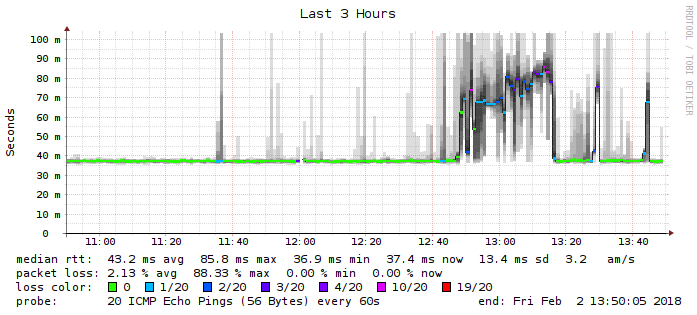 Last 3 Hours
RRDTOOL / TOBI OETIKER
Seconds
100 m
90 m
80 m
70 m
60 m
50 m
40 m
30 m
20 m
10 m
0
11:00 11:20 11:40 12:00 12:20 12:40 13:00 13:20 13:40
median rtt: 43.2 ms avg 85.8 ms max 36.9 ms min 37.4 ms now 13.4 ms sd 3.2 am/s
packet loss: 2.13 % avg 88.33 % max 0.00 % min 0.00 % now
loss color: 0 1/20 2/20 3/20 4/20 10/20 19/20
probe: 20 ICMP Echo Pings (56 Bytes) every 60s end: Fri Feb 2 13:50:05 2018